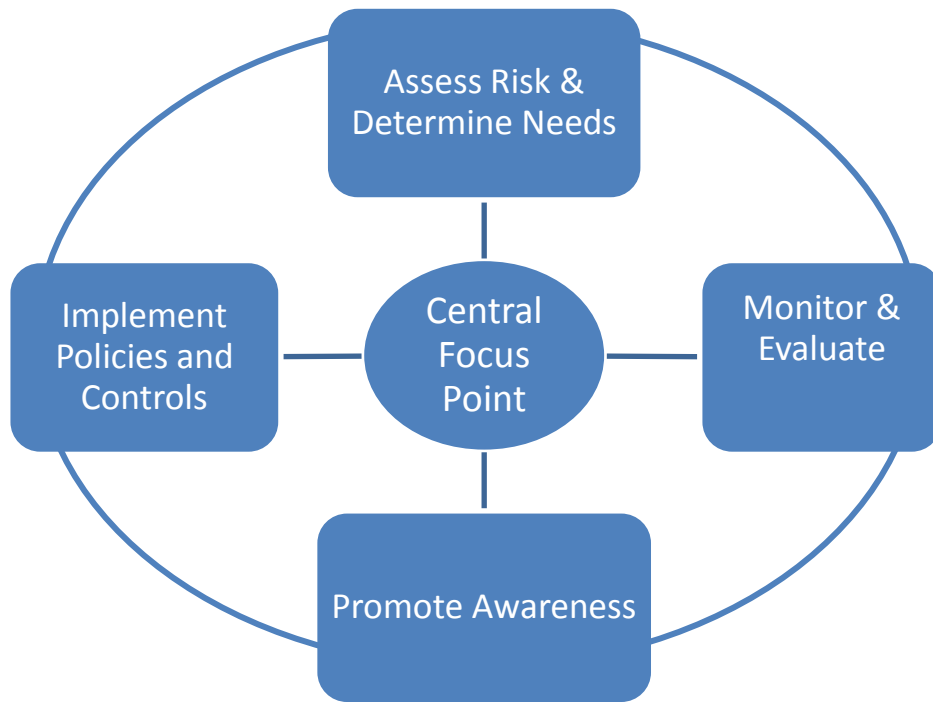 Assess Risk &
Determine Needs
Implement
Policies and
Controls
Central
Focus
Point
Monitor &
Evaluate
Promote Awareness